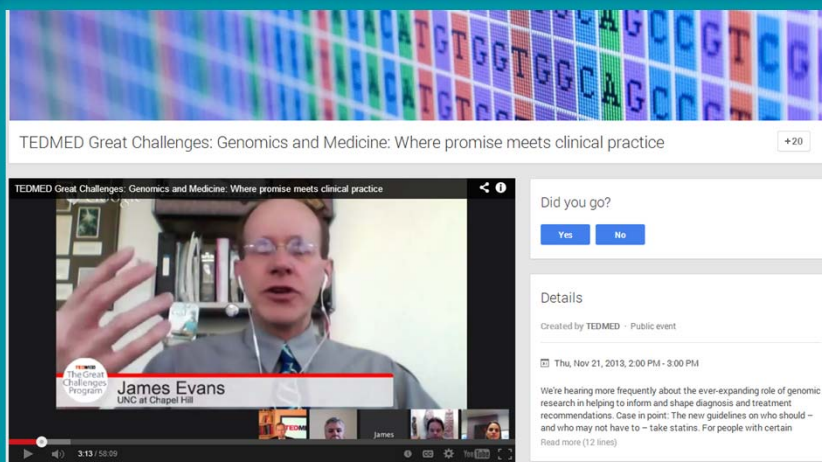 TEDMED Great Challenges: Genomics and Medicine: Where promise meets clinical practice
+20
TEDMED Great Challenges: Genomics and Medicine: Where promise meets clinical practice
TEDMED
The Great
Challenges
Program
James Evans
UNC at Chapel Hill
TEDMED
James
3:13 / 58:09
CC
YouTube
Did you go?
Yes
No
Details
Created by TEDMED · Public event
Thu, Nov 21, 2013, 2:00 PM - 3:00 PM
We're hearing more frequently about the ever-expanding role of genomic
research in helping to inform and shape diagnosis and treatment
recommendations. Case in point: The new guidelines on who should –
and who may not have to – take statins. For people with certain
Read more (12 lines)